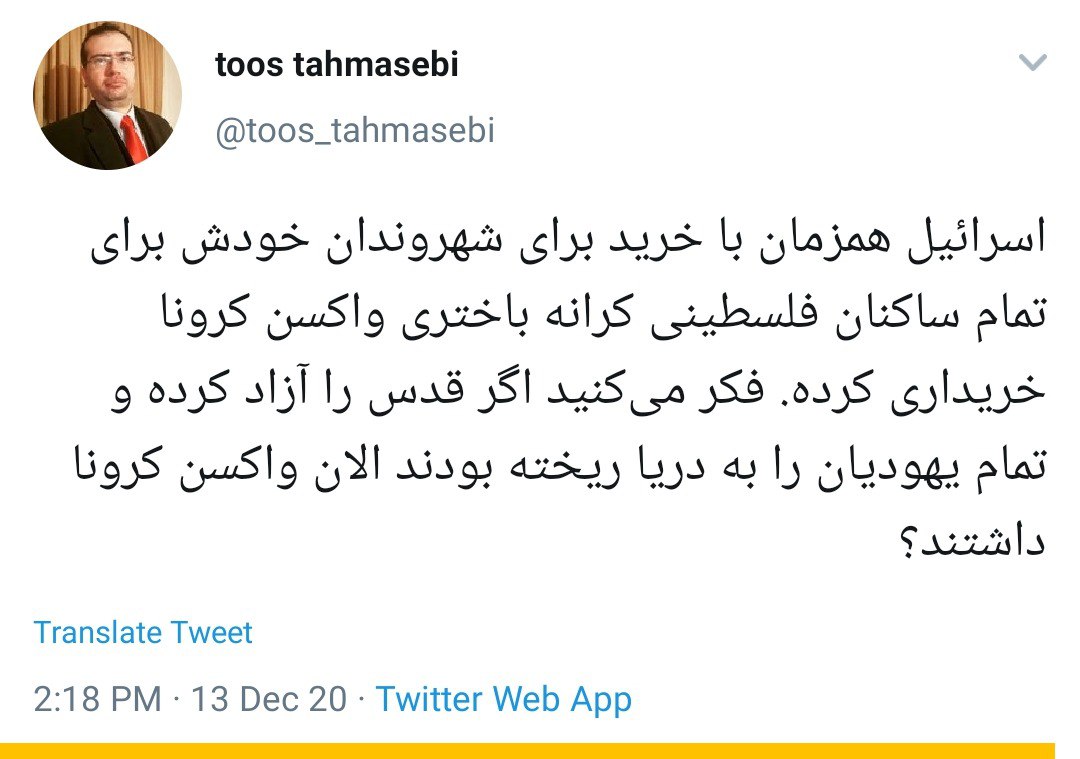 toos tahmasebi
@toos_tahmasebi
اسرائیل همزمان با خرید برای شهروندان خودش برای
تمام ساکنان فلسطینی کرانه باختری واکسن کرونا
خریداری کرده. فکر می‌کنید اگر قدس را آزاد کرده و
تمام یهودیان را به دریا ریخته بودند الان واکسن کرونا
داشتند؟
Translate Tweet
2:18 PM · 13 Dec 20 · Twitter Web App